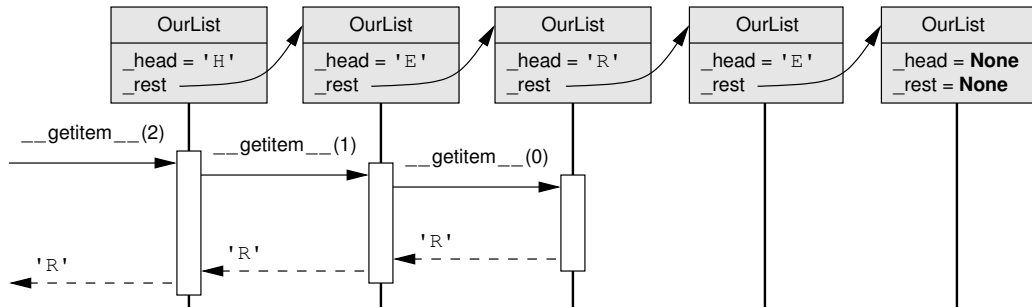 OurList
_head = 'H'
_rest
OurList
_head = 'E'
_rest
OurList
_head = 'R'
_rest
OurList
_head = 'E'
_rest
OurList
_head = None
_rest = None
__getitem__(2)
__getitem__(1)
__getitem__(0)
'R'
'R'
'R'